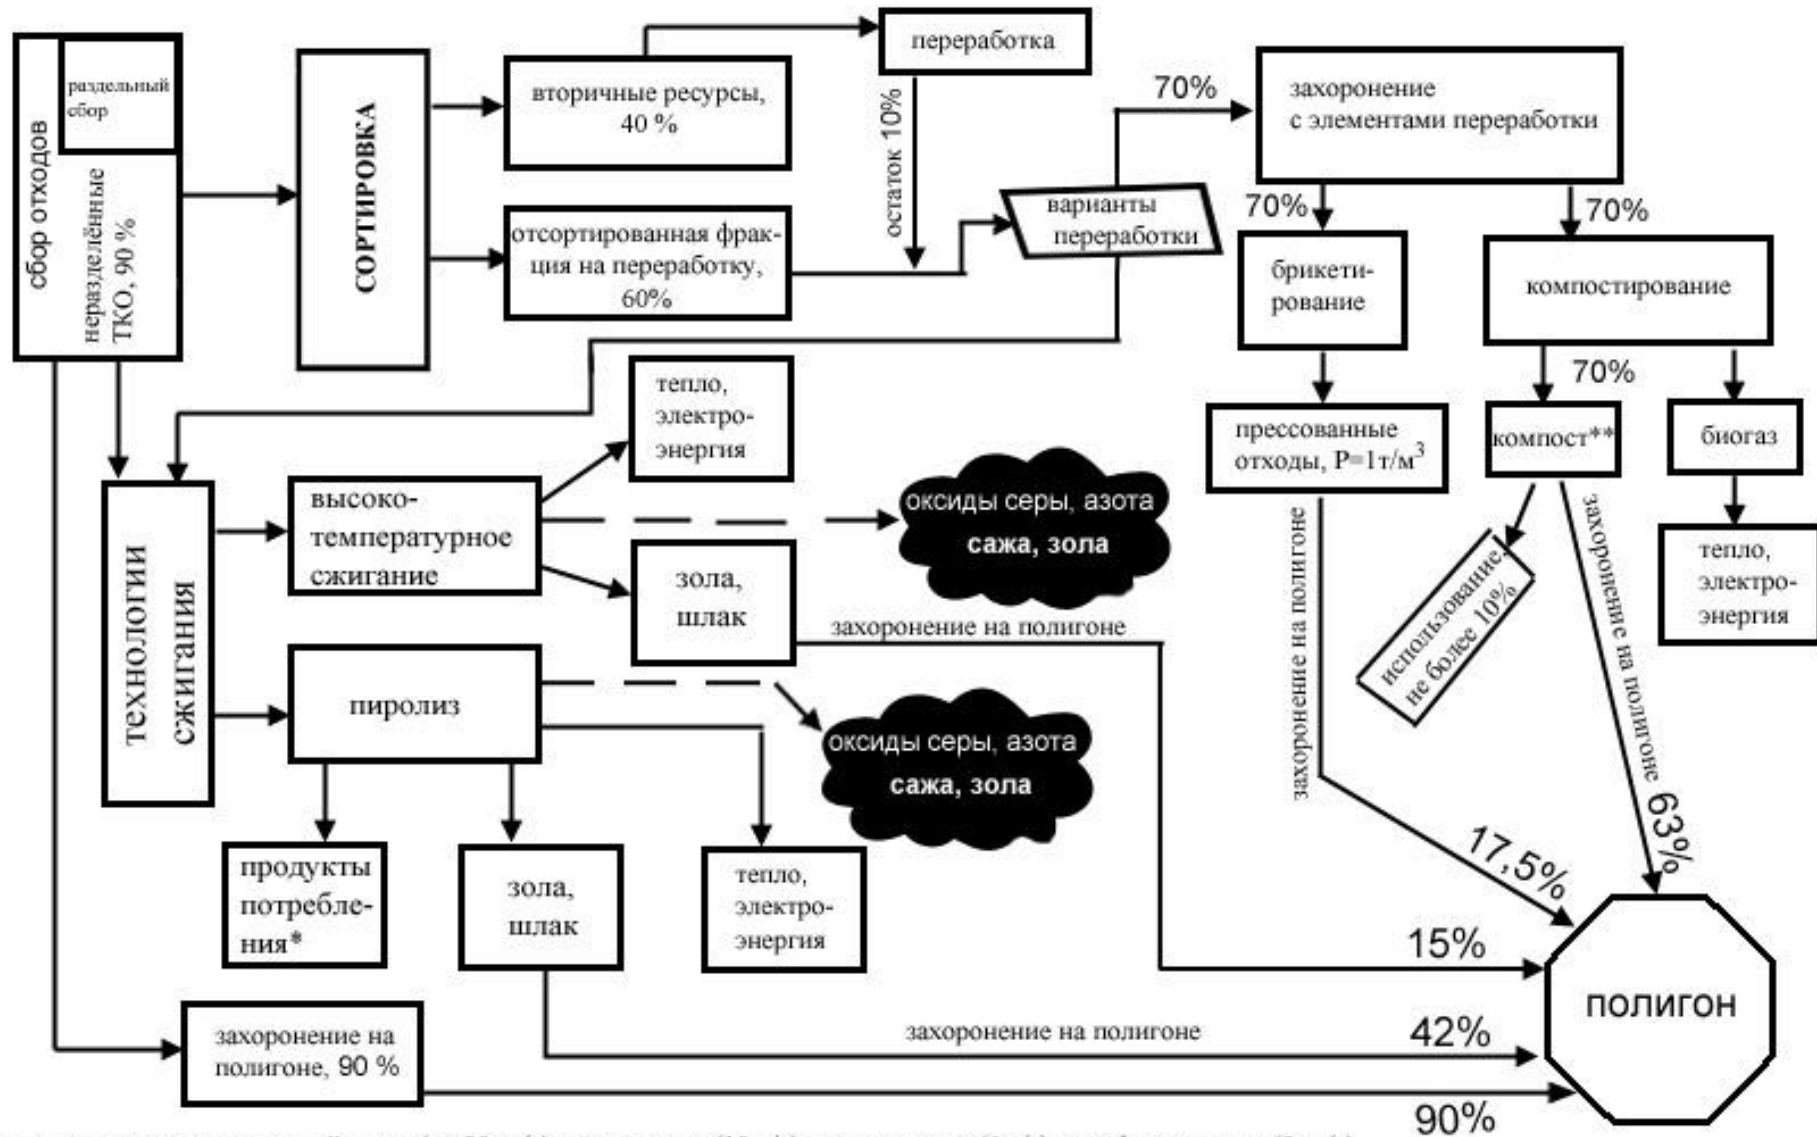 сбор отходов
раздельный
сбор
неразделённые
ТКО, 90 %
СОРТИРОВКА
вторичные ресурсы,
40 %
отсортированная фрак-
ция на переработку,
60%
переработка
остаток 10%
варианты
переработки
70%
захоронение
с элементами переработки
70%
70%
брикети-
рование
компостирование
70%
прессованные
отходы, Р=1т/м³
компост**
биогаз
тепло,
электро-
энергия
использование,
не более 10%
захоронение на полигоне
захоронение на полигоне 63%
17,5%
технологии
сжигания
высоко-
температурное
сжигание
тепло,
электро-
энергия
оксиды серы, азота
сажа, зола
зола,
шлак
захоронение на полигоне
пиролиз
оксиды серы, азота
сажа, зола
продукты
потребле-
ния*
зола,
шлак
тепло,
электро-
энергия
15%
захоронение на полигоне
42%
захоронение на
полигоне, 90 %
90%
ПОЛИГОН